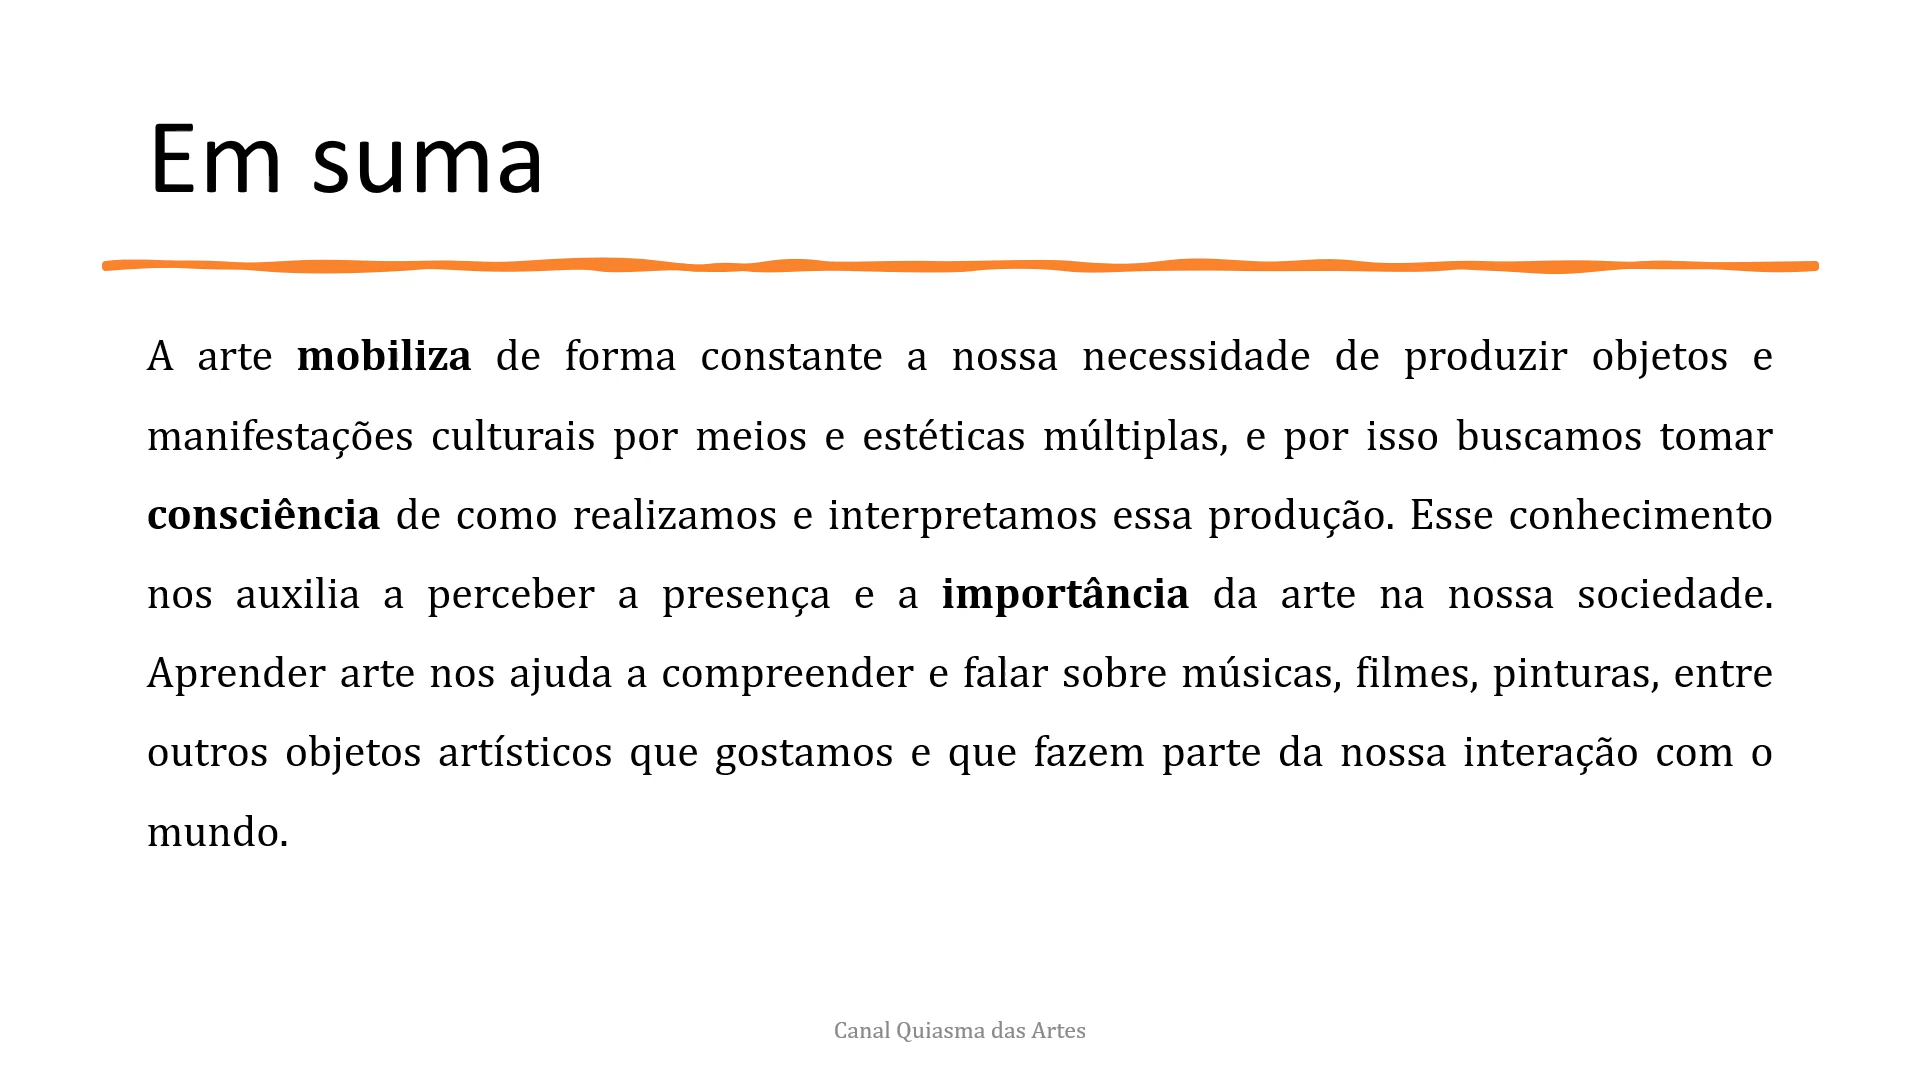 Em suma
A arte mobiliza de forma constante a nossa necessidade de produzir objetos e
manifestações culturais por meios e estéticas múltiplas, e por isso buscamos tomar
consciência de como realizamos e interpretamos essa produção. Esse conhecimento
nos auxilia a perceber a presença e a importância da arte na nossa sociedade.
Aprender arte nos ajuda a compreender e falar sobre músicas, filmes, pinturas, entre
outros objetos artísticos que gostamos e que fazem parte da nossa interação com o
mundo.
Canal Quiasma das Artes